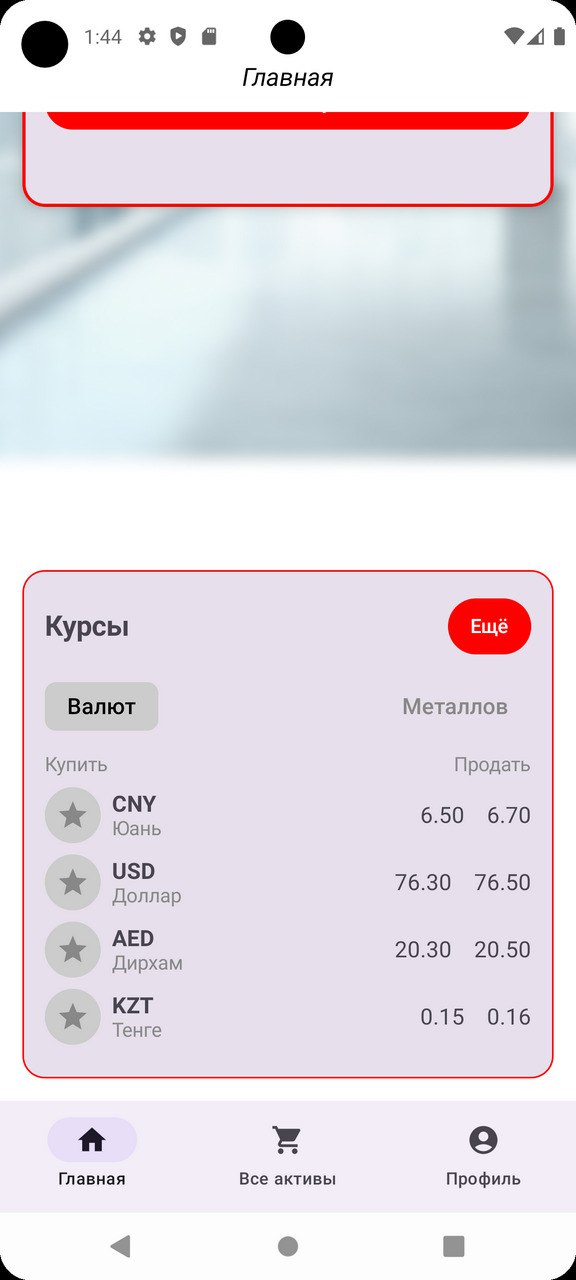 1:44
Главная
Курсы
Ещё
Валют
Металлов
Купить
Продать
CNY
Юань
6.50 6.70
USD
Доллар
76.30 76.50
AED
Дирхам
20.30 20.50
KZT
Тенге
0.15 0.16
Главная
Все активы
Профиль